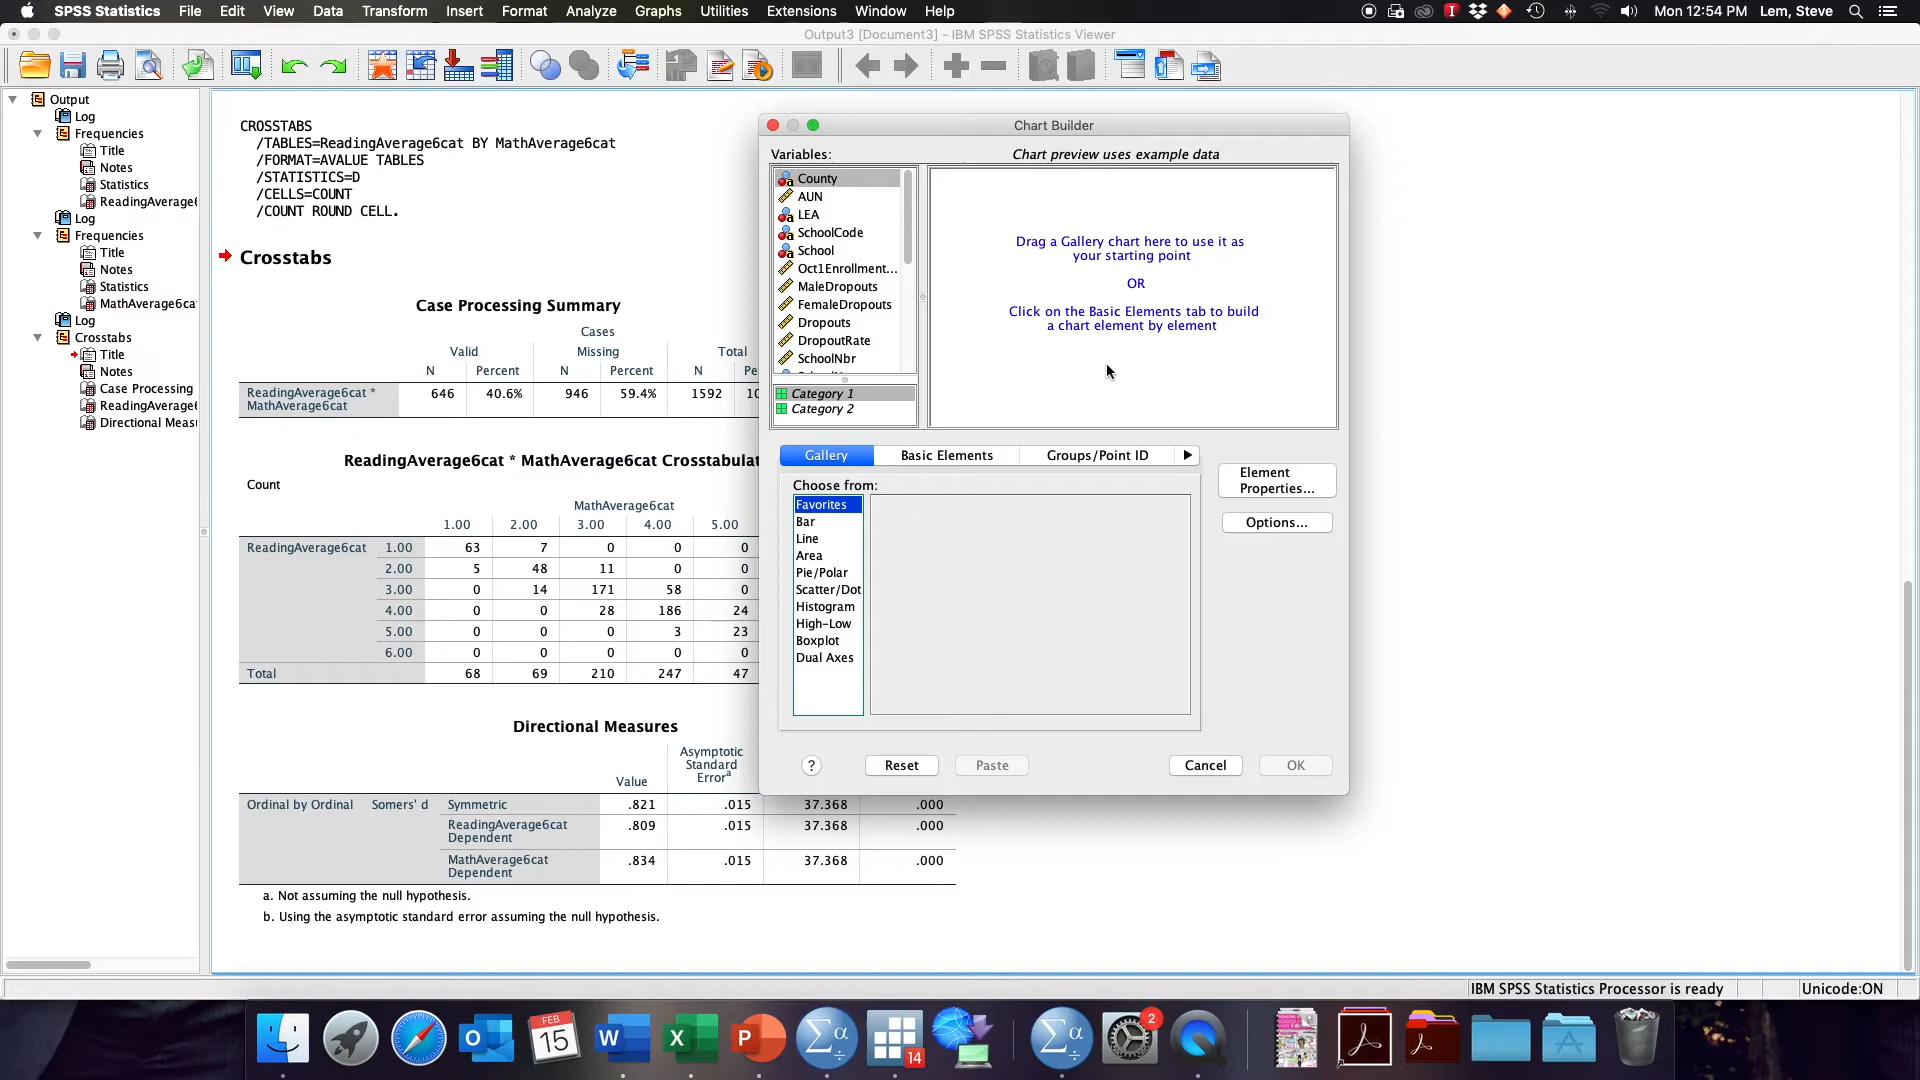 SPSS Statistics File Edit View Data Transform Insert Format Analyze Graphs Utilities Extensions Window Help Mon 12:54 PM Lem, Steve
Output3 [Document3] - IBM SPSS Statistics Viewer
Output
Log
Frequencies
Title
Notes
Statistics
ReadingAverage6
Log
Frequencies
Title
Notes
Statistics
MathAverage6ca
Log
Crosstabs
Title
Notes
Case Processing
ReadingAverage6
Directional Meas
CROSSTABS
/TABLES=ReadingAverage6cat BY MathAverage6cat
/FORMAT=AVALUE TABLES
/STATISTICS=D
/CELLS=COUNT
/COUNT ROUND CELL.
Crosstabs
Case Processing Summary
Cases
Valid Missing Total
N Percent N Percent N Pe
ReadingAverage6cat * MathAverage6cat 646 40.6% 946 59.4% 1592 10
ReadingAverage6cat * MathAverage6cat Crosstabulat
Count
MathAverage6cat
1.00 2.00 3.00 4.00 5.00
ReadingAverage6cat 1.00 63 7 0 0 0
2.00 5 48 11 0 0
3.00 0 14 171 58 0
4.00 0 0 28 186 24
5.00 0 0 0 3 23
6.00 0 0 0 0 0
Total 68 69 210 247 47
Directional Measures
Value Asymptotic Standard Errorª
Ordinal by Ordinal Somers' d Symmetric .821 .015 37.368 .000
ReadingAverage6cat Dependent .809 .015 37.368 .000
MathAverage6cat Dependent .834 .015 37.368 .000
a. Not assuming the null hypothesis.
b. Using the asymptotic standard error assuming the null hypothesis.
Chart Builder
Variables:
Chart preview uses example data
County
AUN
LEA
SchoolCode
School
Oct1Enrollment...
MaleDropouts
FemaleDropouts
Dropouts
DropoutRate
SchoolNbr
Category 1
Category 2
Drag a Gallery chart here to use it as
your starting point
OR
Click on the Basic Elements tab to build
a chart element by element
Gallery Basic Elements Groups/Point ID
Choose from:
Favorites
Bar
Line
Area
Pie/Polar
Scatter/Dot
Histogram
High-Low
Boxplot
Dual Axes
Element
Properties...
Options...
? Reset Paste Cancel OK
IBM SPSS Statistics Processor is ready Unicode:ON
O FEB 15 W X P Σα 14 Σα 2